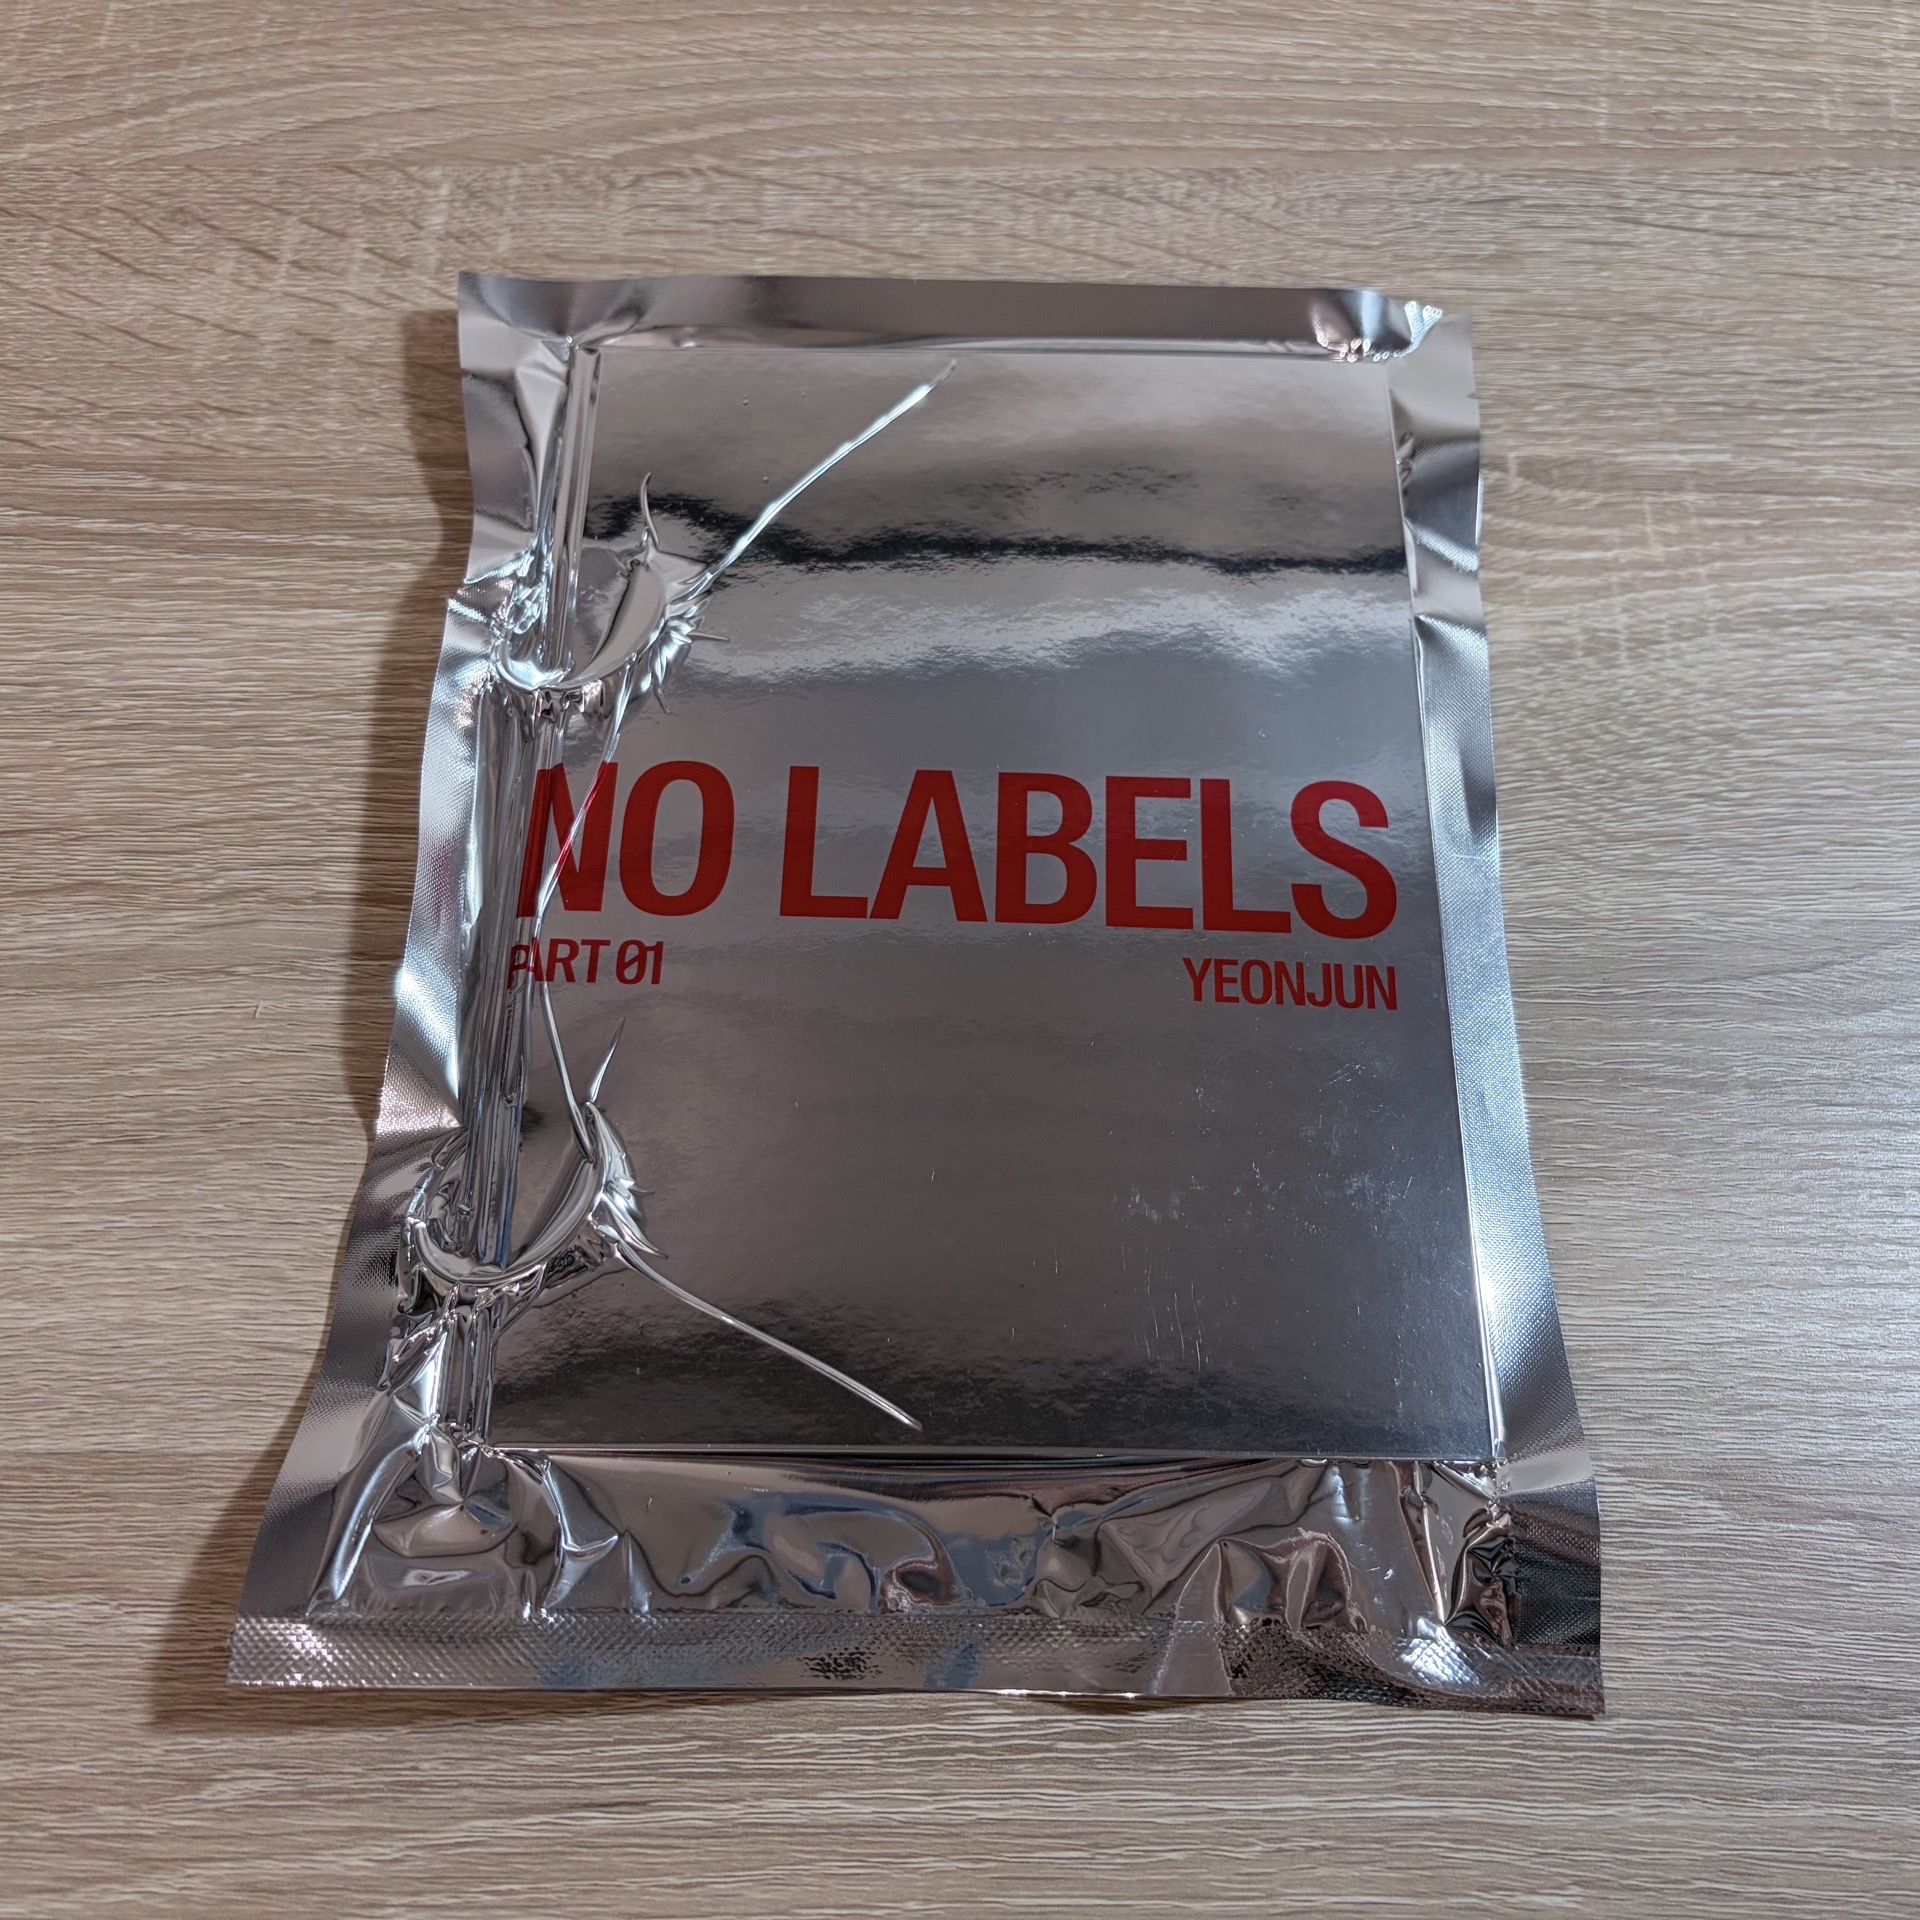 NO LABELS
PART 01
YEONJUN